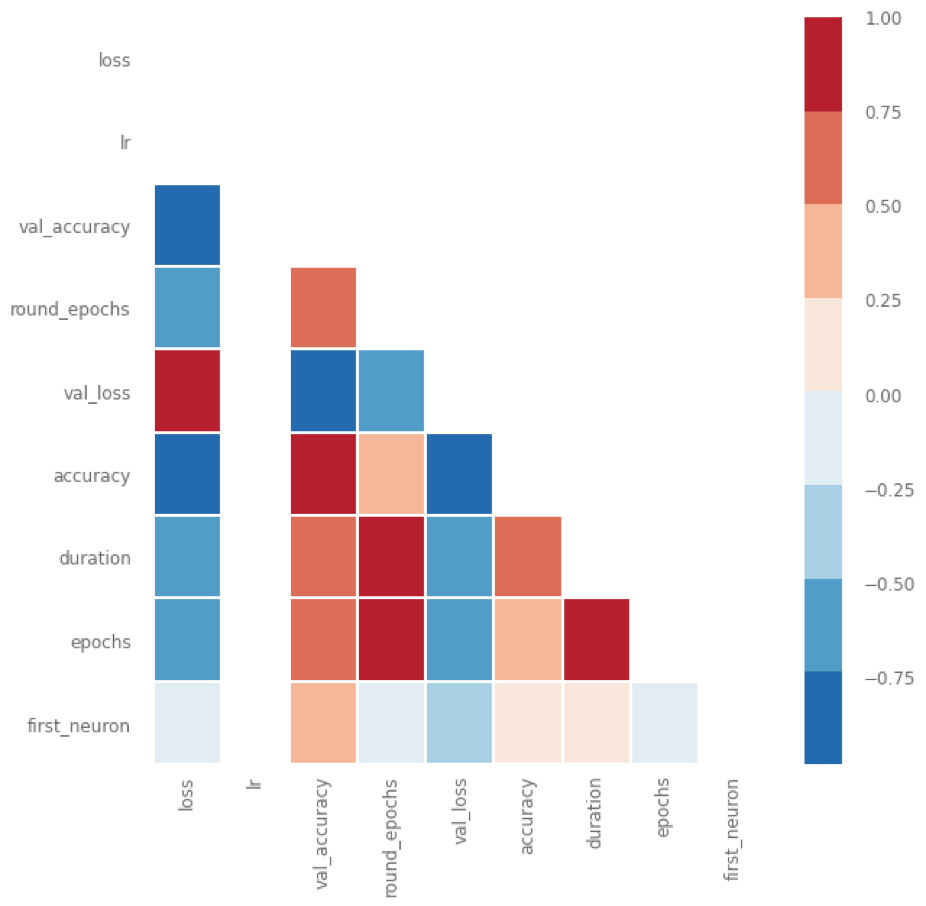 loss
lr
val_accuracy
round_epochs
val_loss
accuracy
duration
epochs
first_neuron
loss
lr
val_accuracy
round_epochs
val_loss
accuracy
duration
epochs
first_neuron
1.00
0.75
0.50
0.25
0.00
−0.25
−0.50
−0.75